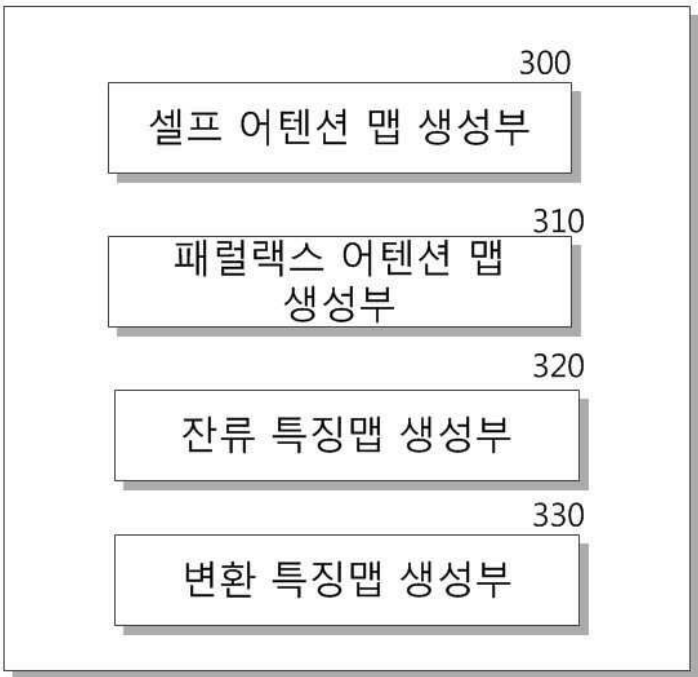 300
셀프 어텐션 맵 생성부
310
패럴랙스 어텐션 맵
생성부
320
잔류 특징맵 생성부
330
변환 특징맵 생성부